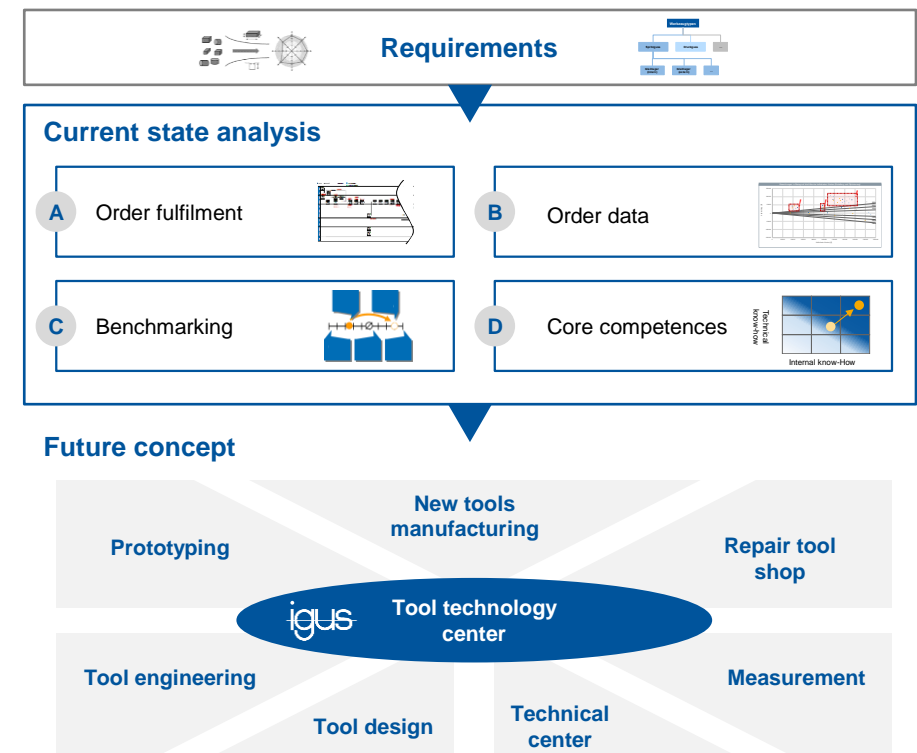 Requirements
Current state analysis
A
Order fulfilment
B
Order data
C
Benchmarking
D
Core competences
Technical
know-how
Internal know-How
Future concept
New tools
manufacturing
Prototyping
Repair tool
shop
igus
Tool technology
center
Tool engineering
Measurement
Tool design
Technical
center